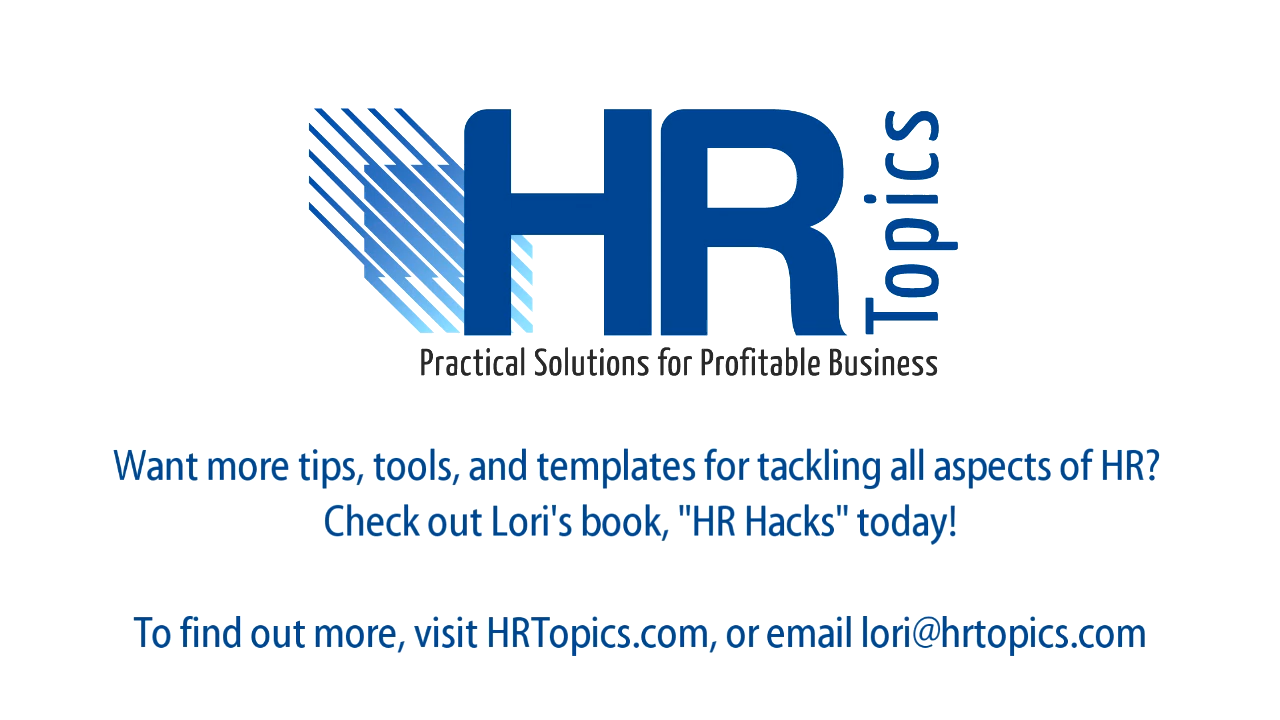 HR Topics
Practical Solutions for Profitable Business
Want more tips, tools, and templates for tackling all aspects of HR?
Check out Lori's book, "HR Hacks" today!
To find out more, visit HRTopics.com, or email lori@hrtopics.com